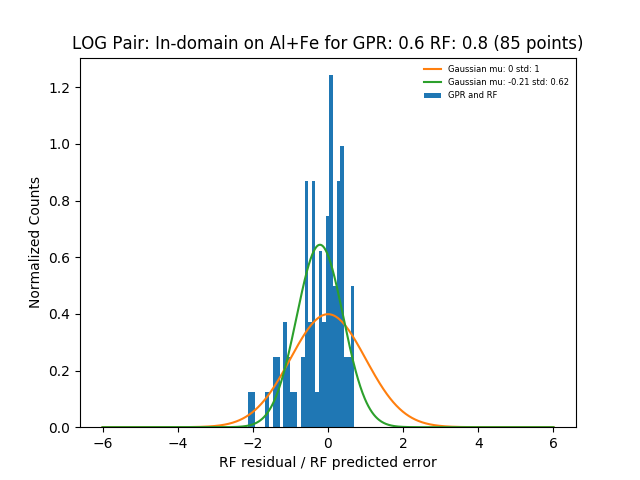 LOG Pair: In-domain on Al+Fe for GPR: 0.6 RF: 0.8 (85 points)
Gaussian mu: 0 std: 1
Gaussian mu: -0.21 std: 0.62
GPR and RF
Normalized Counts
1.2
1.0
0.8
0.6
0.4
0.2
0.0
−6 −4 −2 0 2 4 6
RF residual / RF predicted error